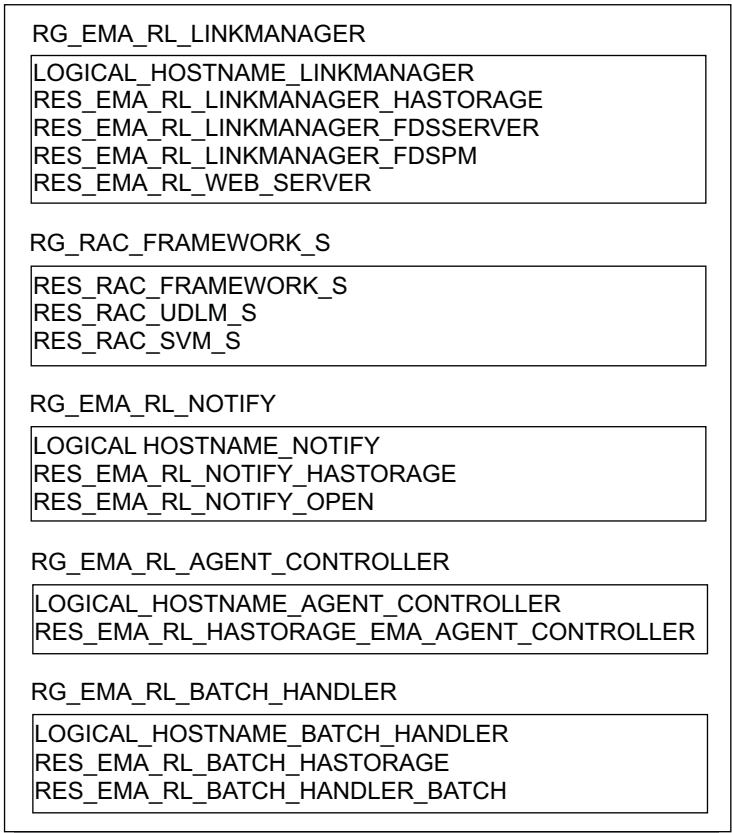 RG_EMA_RL_LINKMANAGER
LOGICAL_HOSTNAME_LINKMANAGER
RES_EMA_RL_LINKMANAGER_HASTORAGE
RES_EMA_RL_LINKMANAGER_FDSSERVER
RES_EMA_RL_LINKMANAGER_FDSPM
RES_EMA_RL_WEB_SERVER
RG_RAC_FRAMEWORK_S
RES_RAC_FRAMEWORK_S
RES_RAC_UDLM_S
RES_RAC_SVM_S
RG_EMA_RL_NOTIFY
LOGICAL HOSTNAME_NOTIFY
RES_EMA_RL_NOTIFY_HASTORAGE
RES_EMA_RL_NOTIFY_OPEN
RG_EMA_RL_AGENT_CONTROLLER
LOGICAL_HOSTNAME_AGENT_CONTROLLER
RES_EMA_RL_HASTORAGE_EMA_AGENT_CONTROLLER
RG_EMA_RL_BATCH_HANDLER
LOGICAL_HOSTNAME_BATCH_HANDLER
RES_EMA_RL_BATCH_HASTORAGE
RES_EMA_RL_BATCH_HANDLER_BATCH